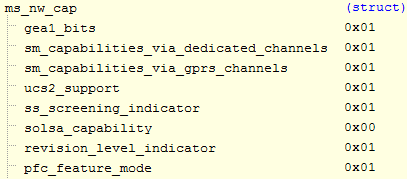 ms_nw_cap (struct)
gea1_bits 0x01
sm_capabilities_via_dedicated_channels 0x01
sm_capabilities_via_gprs_channels 0x01
ucs2_support 0x01
ss_screening_indicator 0x01
solsa_capability 0x00
revision_level_indicator 0x01
pfc_feature_mode 0x01